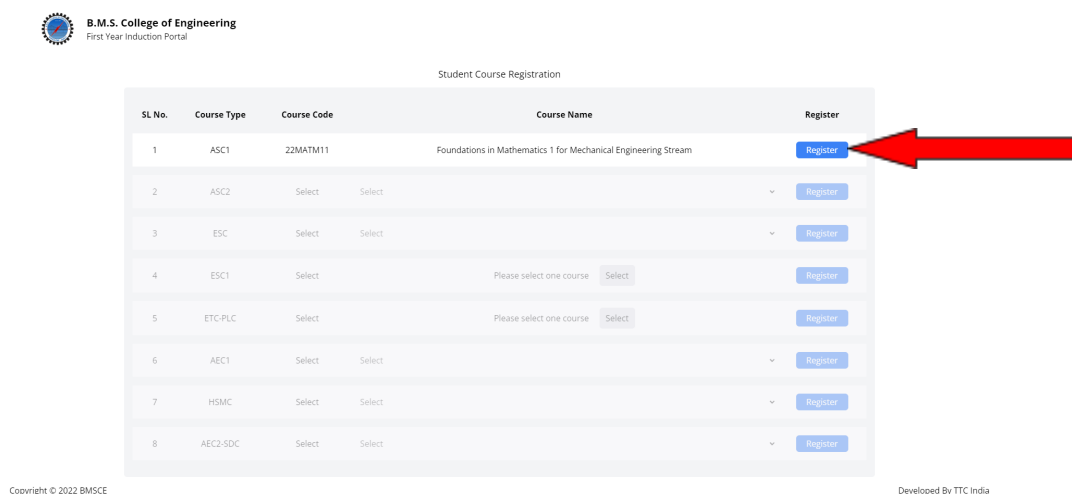 B.M.S. College of Engineering
First Year Induction Portal
Student Course Registration
SL No. Course Type Course Code Course Name Register
1 ASC1 22MATM11 Foundations in Mathematics 1 for Mechanical Engineering Stream Register
2 ASC2 Select Select Register
3 ESC Select Select Register
4 ESC1 Select Please select one course Select Register
5 ETC-PLC Select Please select one course Select Register
6 AEC1 Select Select Register
7 HSMC Select Select Register
8 AEC2-SDC Select Select Register
Copyright © 2022 BMSCE Developed By TTC India